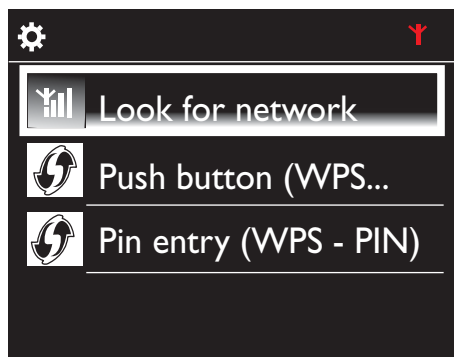 Look for network
Push button (WPS...
Pin entry (WPS - PIN)